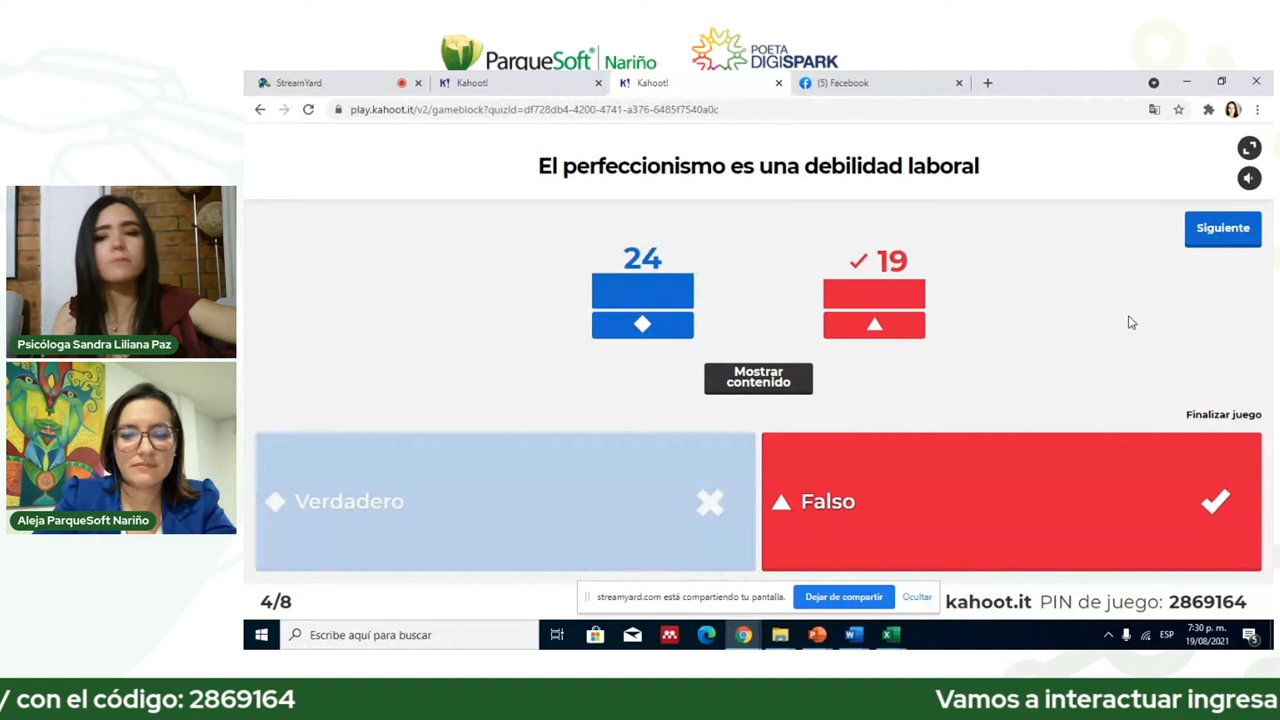 ParqueSoft Nariño
POETA
DIGISPARK
StreamYard
Kahoot!
Kahoot!
(5) Facebook
play.kahoot.it/v2/gameblock?quizId=df728db4-4200-4741-a376-6485f7540a0c
El perfeccionismo es una debilidad laboral
Siguiente
24
19
Mostrar
contenido
Finalizar juego
Verdadero
Falso
Psicóloga Sandra Liliana Paz
Aleja ParqueSoft Nariño
4/8
streamyard.com está compartiendo tu pantalla.
Dejar de compartir
Ocultar
kahoot.it PIN de juego: 2869164
Escribe aquí para buscar
ESP
7:30 p. m.
19/08/2021
5
/ con el código: 2869164
Vamos a interactuar ingresa